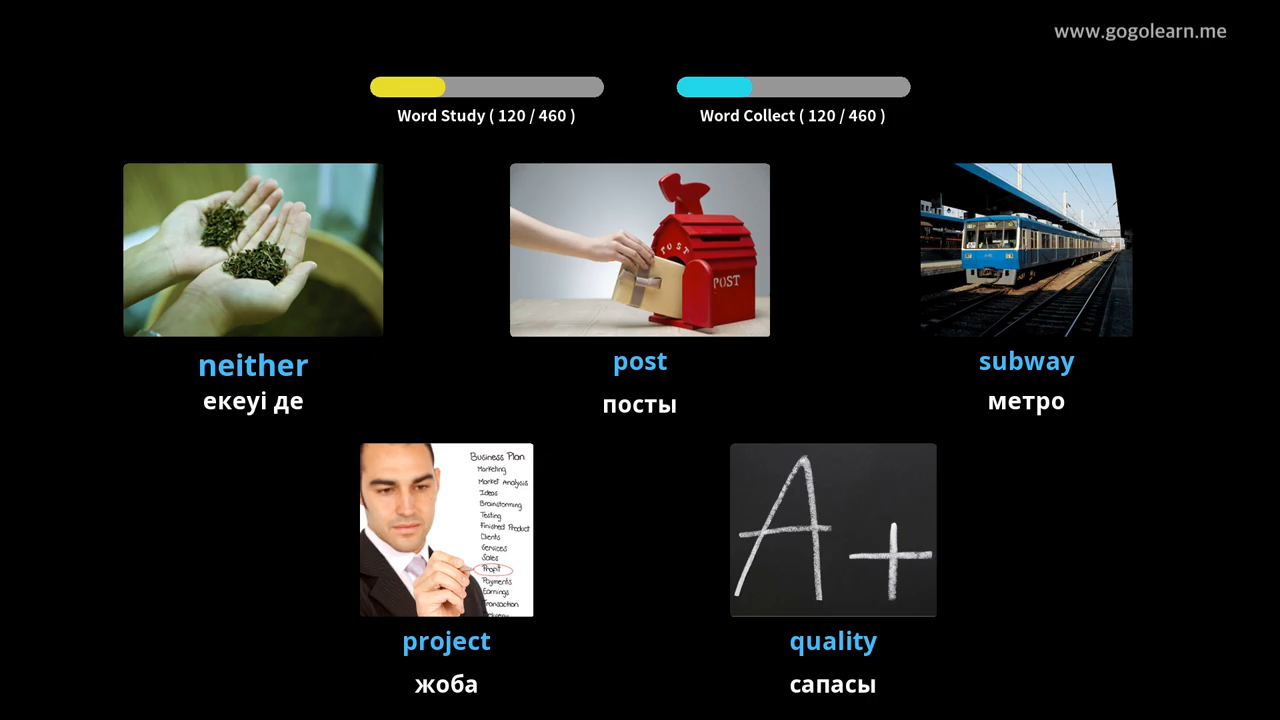 www.gogolearn.me
Word Study ( 120 / 460 )
Word Collect ( 120 / 460 )
POST
POST
neither
екеуі де
post
посты
subway
метро
Business Plan
Marketing
Market Analysis
Ideas
Brainstorming
Testing
Finished Product
Clients
Services
Sales
Profit
Payments
Earnings
Transaction
A+
project
жоба
quality
сапасы